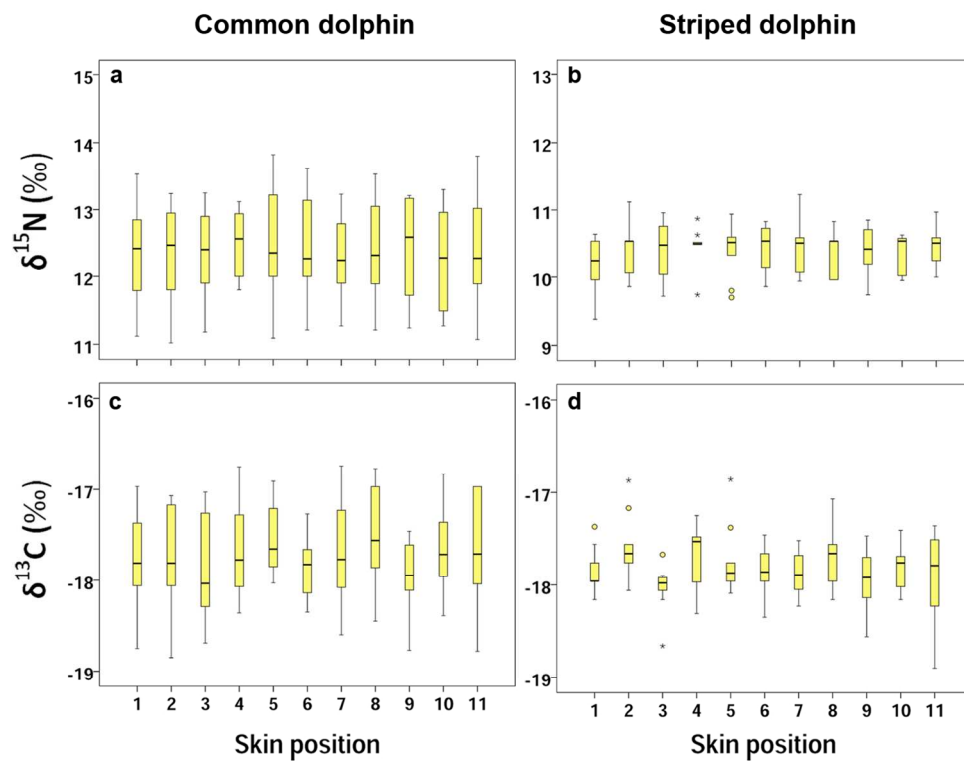 Common dolphin
Striped dolphin
a
b
15
14
13
12
11
13
12
11
10
9
δ15N (‰)
c
d
-16
-17
-18
-19
-16
-17
-18
-19
δ13C (‰)
1 2 3 4 5 6 7 8 9 10 11
1 2 3 4 5 6 7 8 9 10 11
Skin position
Skin position